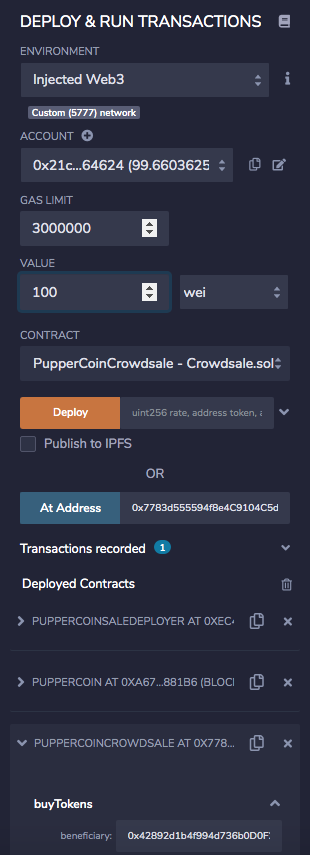 DEPLOY & RUN TRANSACTIONS
ENVIRONMENT
Injected Web3
Custom (5777) network
ACCOUNT
0x21c...64624 (99.6603625
GAS LIMIT
3000000
VALUE
100 wei
CONTRACT
PupperCoinCrowdsale - Crowdsale.sol
Deploy uint256 rate, address token, a
Publish to IPFS
OR
At Address 0x7783d555594f8e4C9104C5d
Transactions recorded 1
Deployed Contracts
PUPPERCOINSALEDEPLOYER AT 0XEC4
PUPPERCOIN AT 0XA67...881B6 (BLOC
PUPPERCOINCROWDSALE AT 0X778...
buyTokens
beneficiary: 0x42892d1b4f994d736b0D0F